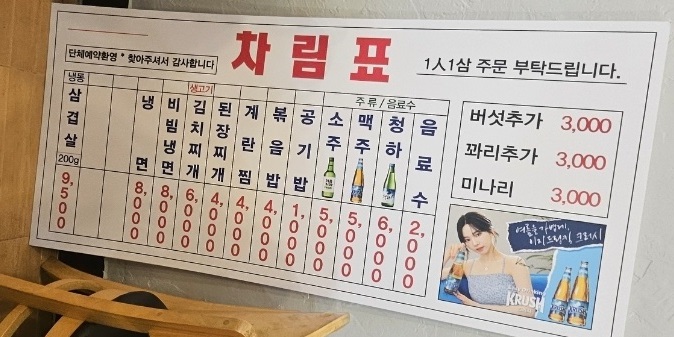 차림표
단체예약환영 * 찾아주셔서 감사합니다
1人1삼 주문 부탁드립니다.
냉동
삼겹살
200g
9,500
냉면
8,000
비빔냉면
8,000
생고기
김치찌개
6,000
된장찌개
4,000
계란찜
4,000
볶음밥
4,000
공기밥
1,000
주 류 / 음료수
소주
5,000
맥주
5,000
청하
6,000
음료수
2,000
버섯추가 3,000
꽈리추가 3,000
미나리 3,000
크러시
KRUSH